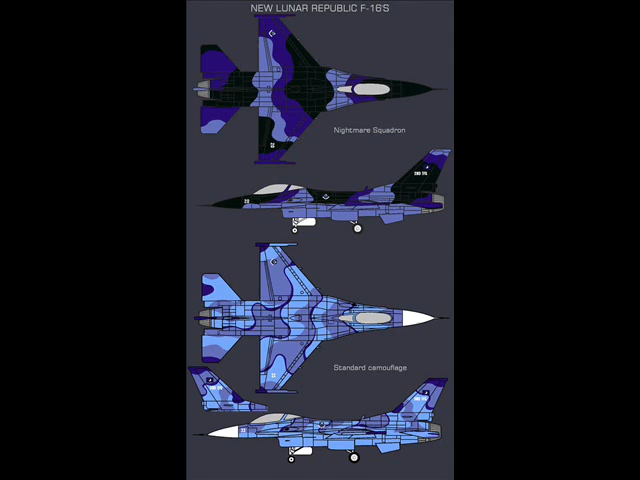 NEW LUNAR REPUBLIC F-16'S
Nightmare Squadron
Standard camouflage